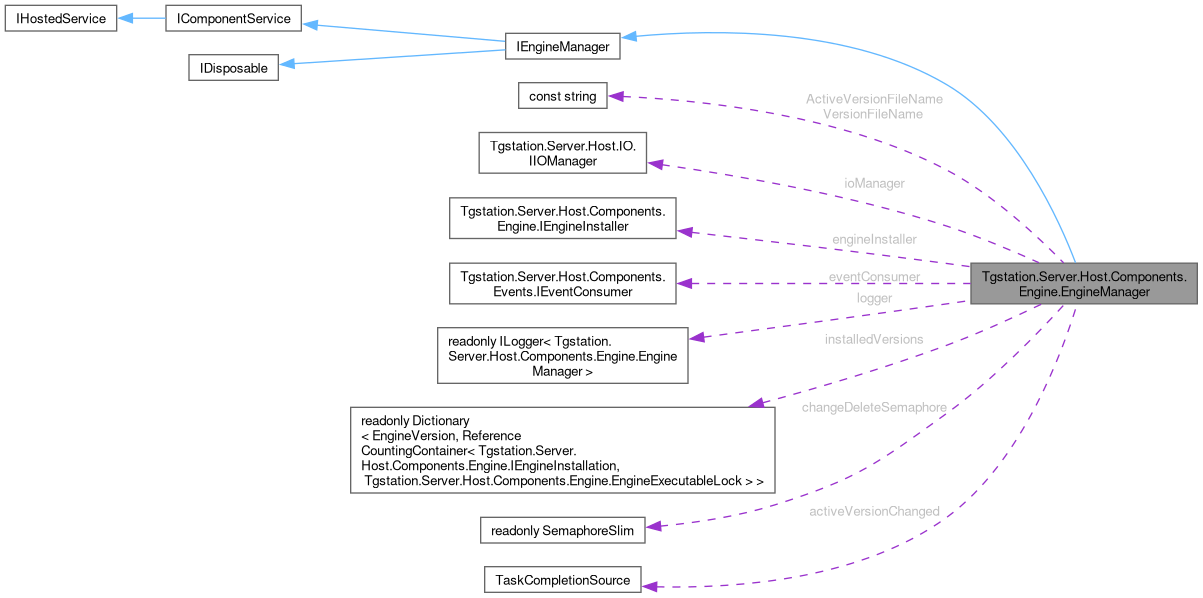 IHostedService
IComponentService
IDisposable
IEngineManager
const string
ActiveVersionFileName
VersionFileName
Tgstation.Server.Host.IO.
IIOManager
ioManager
Tgstation.Server.Host.Components.
Engine.IEngineInstaller
engineInstaller
Tgstation.Server.Host.Components.
Events.IEventConsumer
eventConsumer
Tgstation.Server.Host.Components.
Engine.EngineManager
logger
readonly ILogger< Tgstation.
Server.Host.Components.Engine.Engine
Manager >
installedVersions
readonly Dictionary
< EngineVersion, Reference
CountingContainer< Tgstation.Server.
Host.Components.Engine.IEngineInstallation,
Tgstation.Server.Host.Components.Engine.EngineExecutableLock > >
changeDeleteSemaphore
readonly SemaphoreSlim
activeVersionChanged
TaskCompletionSource